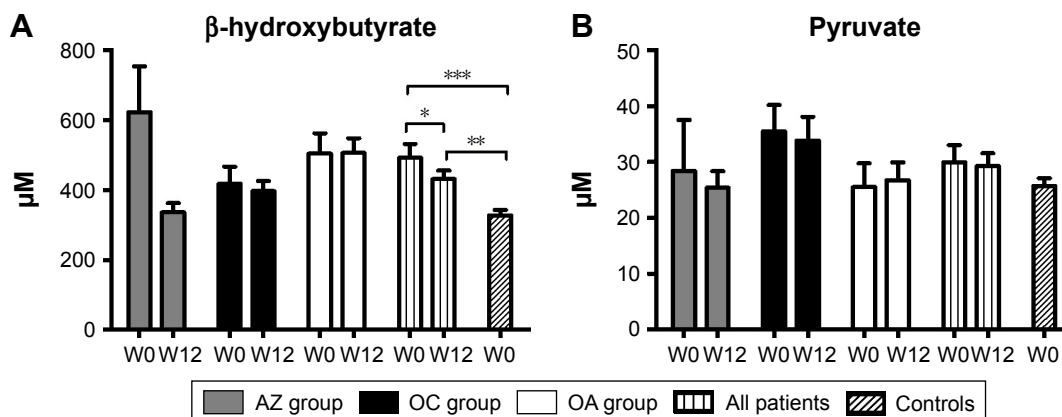 A
β-hydroxybutyrate
800
600
400
200
0
μM
***
*
**
W0 W12 W0 W12 W0 W12 W0 W12 W0
B
Pyruvate
50
40
30
20
10
0
μM
W0 W12 W0 W12 W0 W12 W0 W12 W0
AZ group OC group OA group All patients Controls